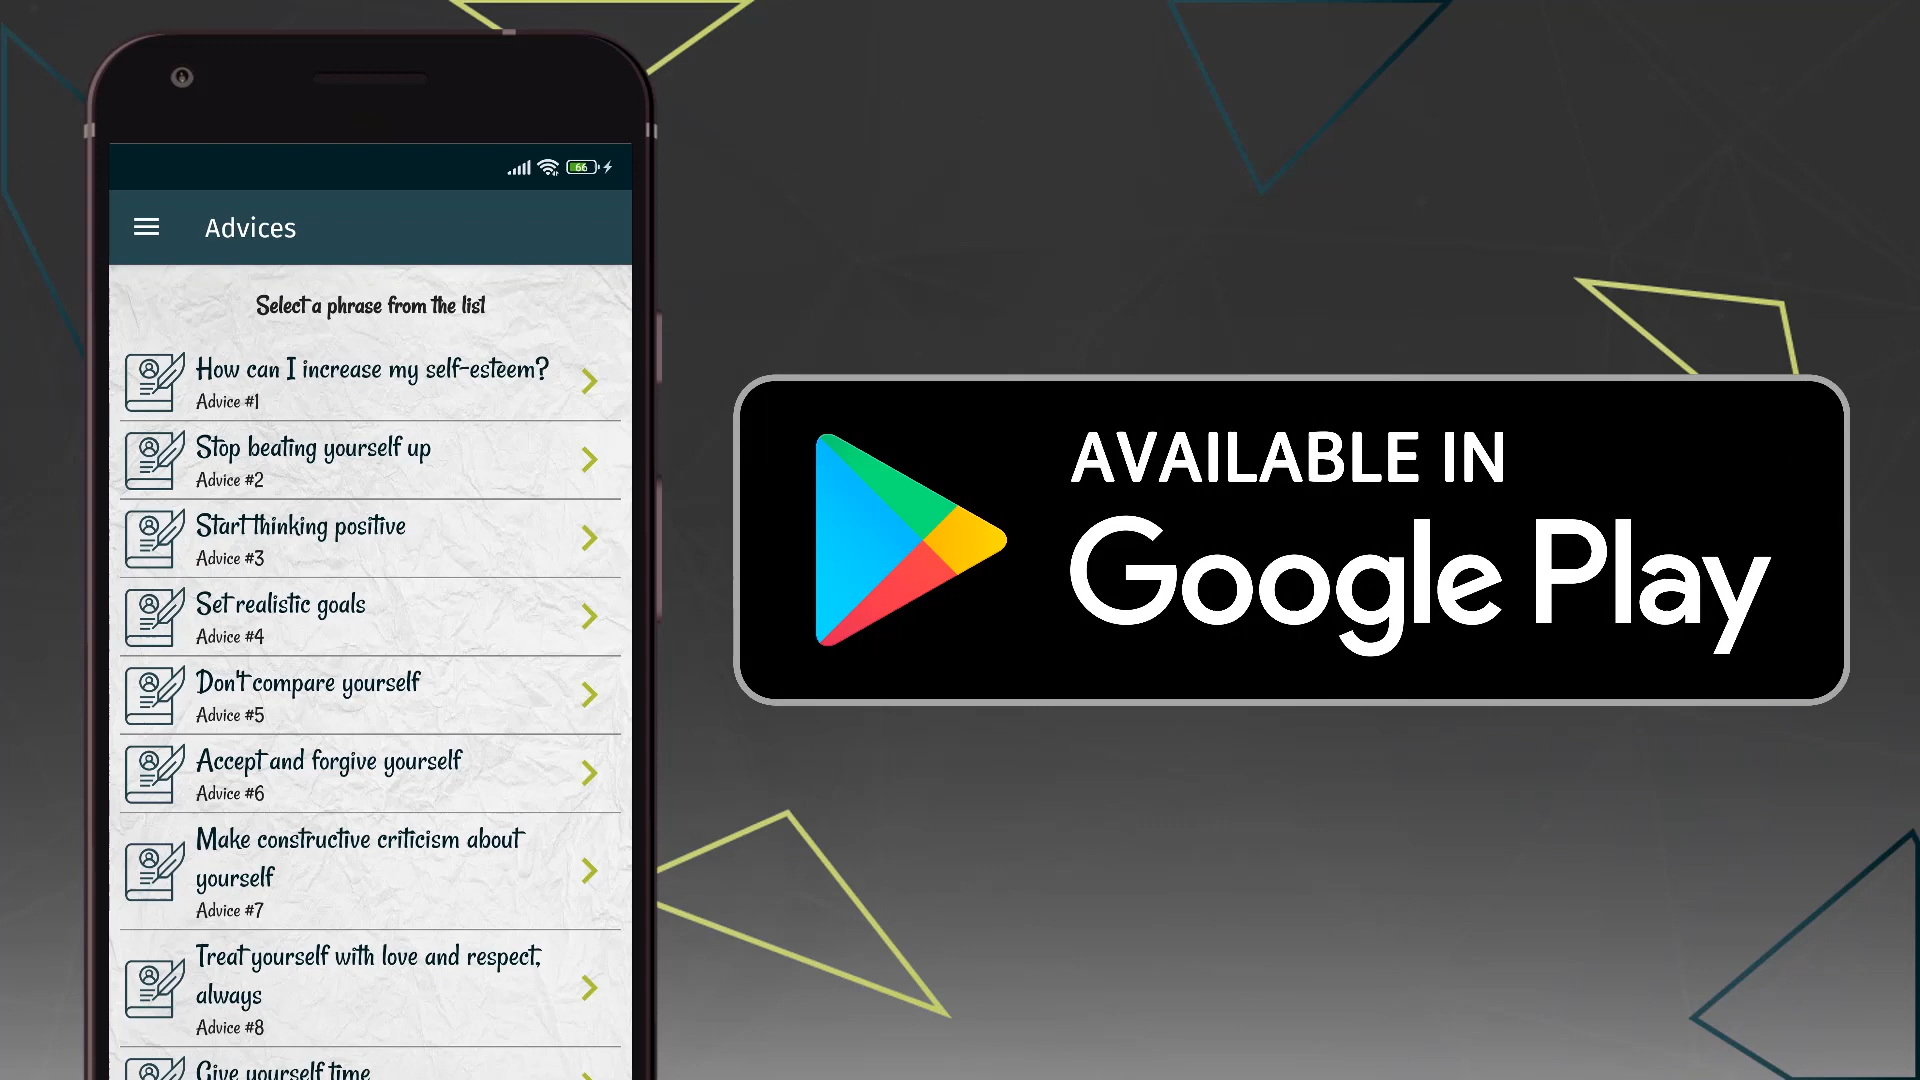 66
Advices
Select a phrase from the list
How can I increase my self-esteem?
Advice #1
Stop beating yourself up
Advice #2
Start thinking positive
Advice #3
Set realistic goals
Advice #4
Don't compare yourself
Advice #5
Accept and forgive yourself
Advice #6
Make constructive criticism about
yourself
Advice #7
Treat yourself with love and respect,
always
Advice #8
Give yourself time
AVAILABLE IN
Google Play